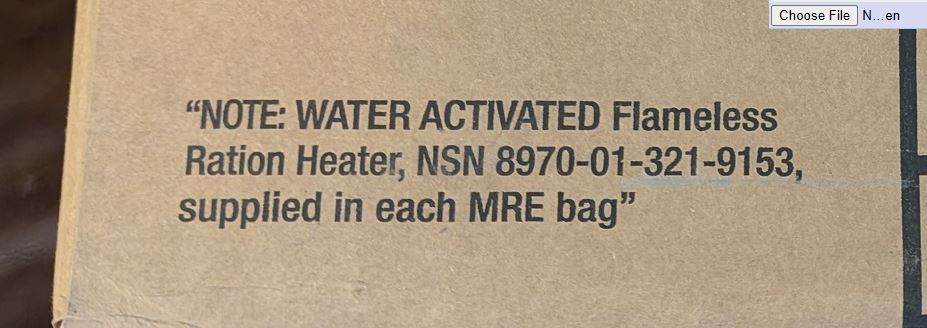 Choose File N...en
“NOTE: WATER ACTIVATED Flameless
Ration Heater, NSN 8970-01-321-9153,
supplied in each MRE bag”